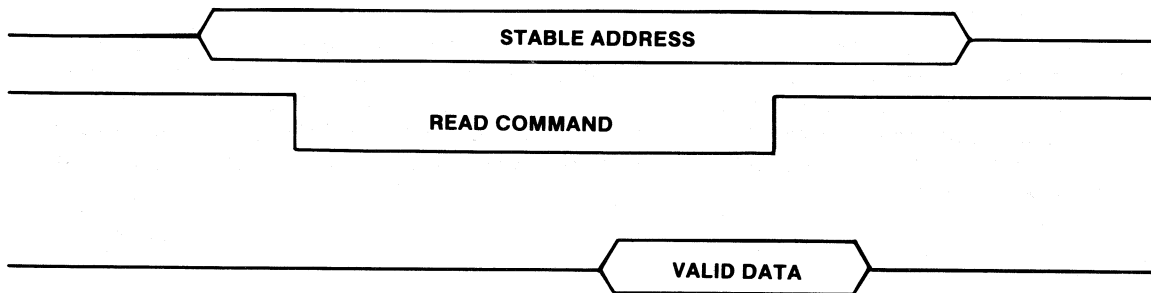 STABLE ADDRESS
READ COMMAND
VALID DATA